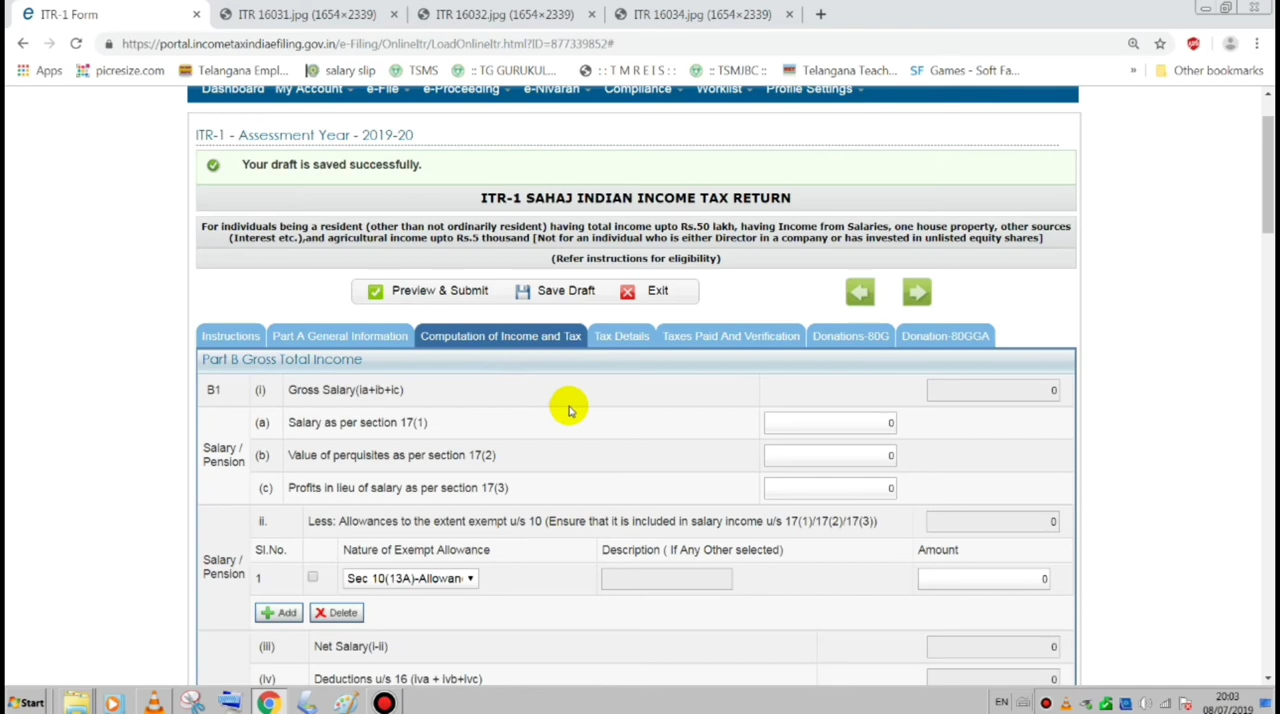 ITR-1 Form
ITR 16031.jpg (1654×2339)
ITR 16032.jpg (1654×2339)
ITR 16034.jpg (1654×2339)
https://portal.incometaxindiaefiling.gov.in/e-Filing/OnlineItr/LoadOnlineItr.html?ID=877339852#
Apps picresize.com Telangana Empl... salary slip TSMS :: TG GURUKUL... :: T M R E I S :: :: TSMJBC :: Telangana Teach... SF Games - Soft Fa... » Other bookmarks
Dashboard My Account e-File e-Proceeding e-Nivaran Compliance Worklist Profile Settings
ITR-1 - Assessment Year - 2019-20
Your draft is saved successfully.
ITR-1 SAHAJ INDIAN INCOME TAX RETURN
For individuals being a resident (other than not ordinarily resident) having total income upto Rs.50 lakh, having Income from Salaries, one house property, other sources
(Interest etc.),and agricultural income upto Rs.5 thousand [Not for an individual who is either Director in a company or has invested in unlisted equity shares]
(Refer instructions for eligibility)
Preview & Submit Save Draft Exit
Instructions Part A General Information Computation of Income and Tax Tax Details Taxes Paid And Verification Donations-80G Donation-80GGA
Part B Gross Total Income
B1 (i) Gross Salary(ia+ib+ic) 0
(a) Salary as per section 17(1) 0
Salary / Pension
(b) Value of perquisites as per section 17(2) 0
(c) Profits in lieu of salary as per section 17(3) 0
ii. Less: Allowances to the extent exempt u/s 10 (Ensure that it is included in salary income u/s 17(1)/17(2)/17(3)) 0
Sl.No. Nature of Exempt Allowance Description ( If Any Other selected) Amount
Salary / Pension
1 Sec 10(13A)-Allowan 0
Add Delete
(iii) Net Salary(i-ii) 0
(iv) Deductions u/s 16 (iva + ivb+ivc) 0
Start EN 20:03
08/07/2019